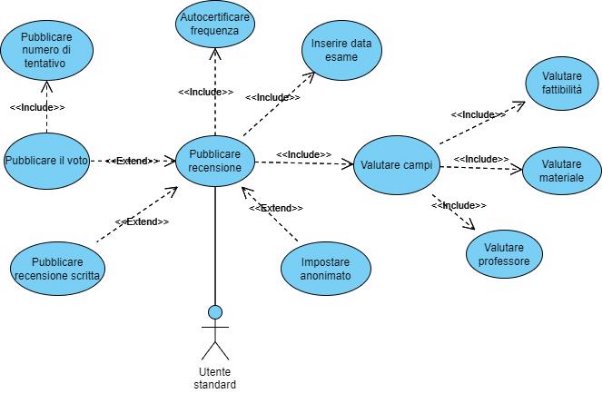 Autocertificare
frequenza
Pubblicare
numero di
tentativo
Inserire data
esame
Valutare
fattibilità
<<Include>>
<<Include>>
<<Include>>
<<Include>>
Pubblicare il voto
<<Extend>>
Pubblicare
recensione
<<Include>>
Valutare campi
<<Include>>
Valutare
materiale
<<Include>>
<<Extend>>
<<Extend>>
Valutare
professore
Pubblicare
recensione scritta
Impostare
anonimato
Utente
standard